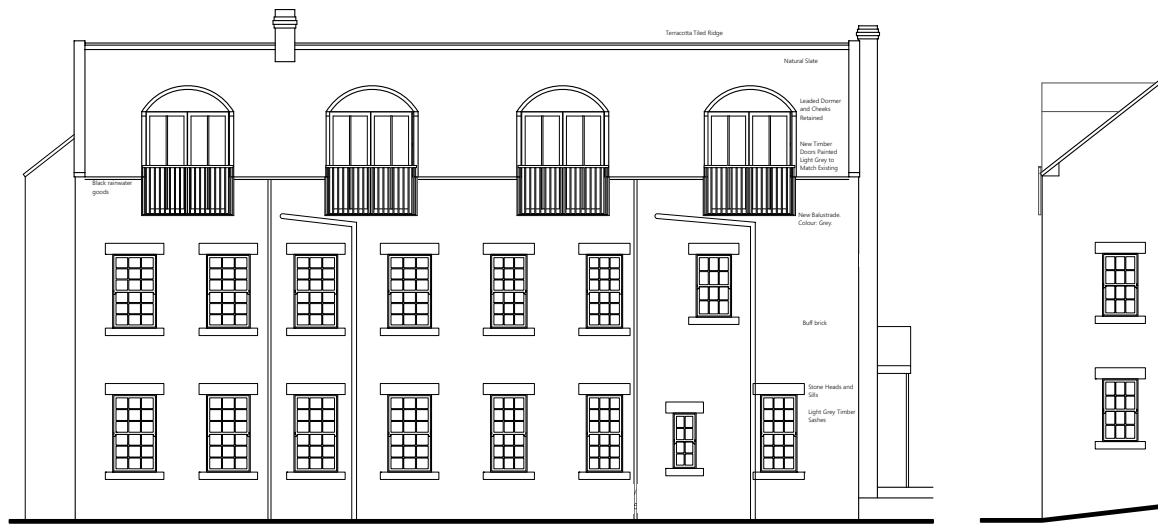 Terracotta Tiled Ridge
Natural Slate
Leaded Dormer
and Cheeks
Retained
New Timber
Doors Painted
Light Grey to
Match Existing
Black rainwater
goods
New Balustrade.
Colour: Grey.
Buff brick
Stone Heads and
Sills
Light Grey Timber
Sashes